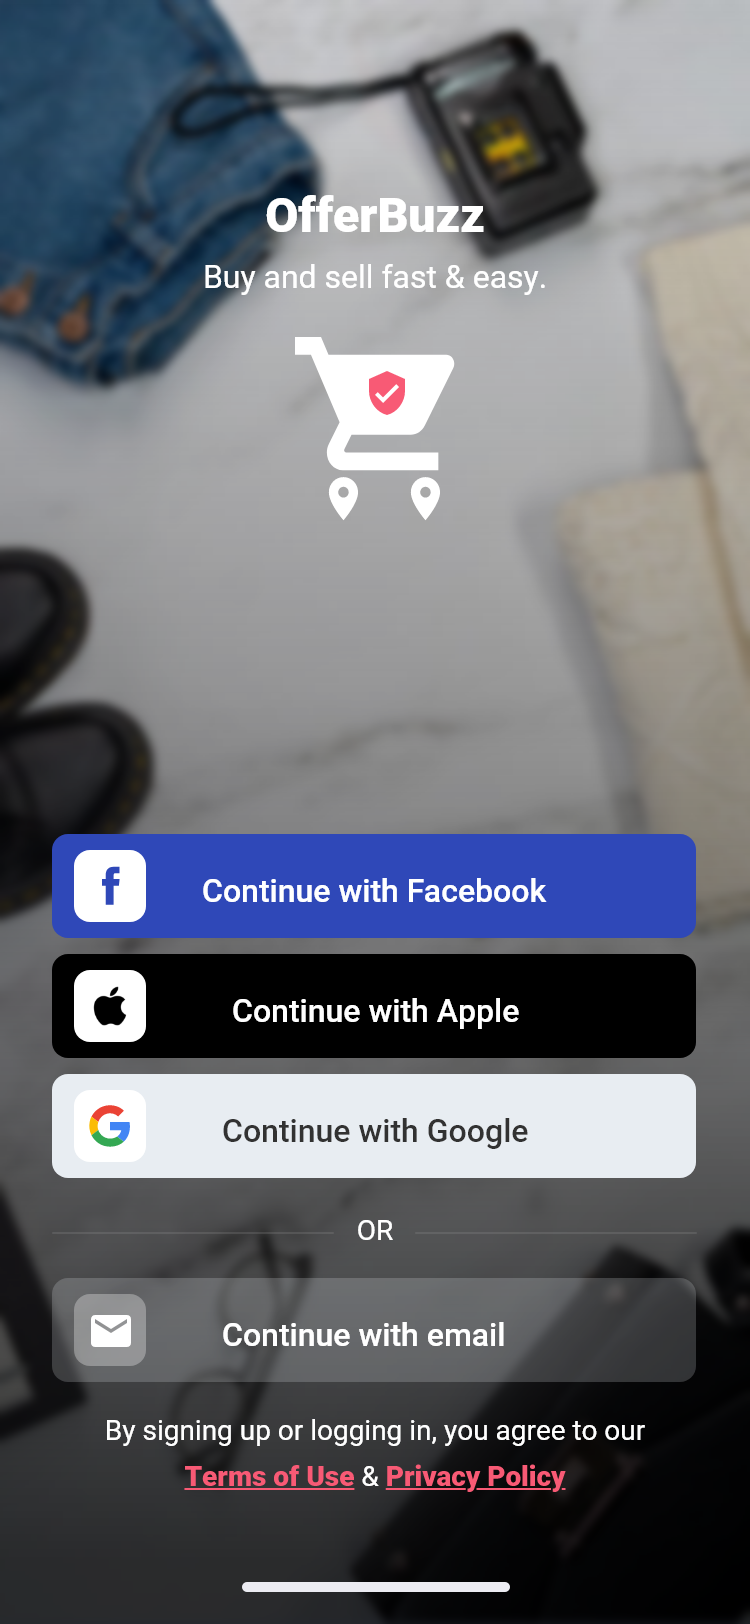 OfferBuzz
Buy and sell fast & easy.
Continue with Facebook
Continue with Apple
Continue with Google
OR
Continue with email
By signing up or logging in, you agree to our
Terms of Use & Privacy Policy